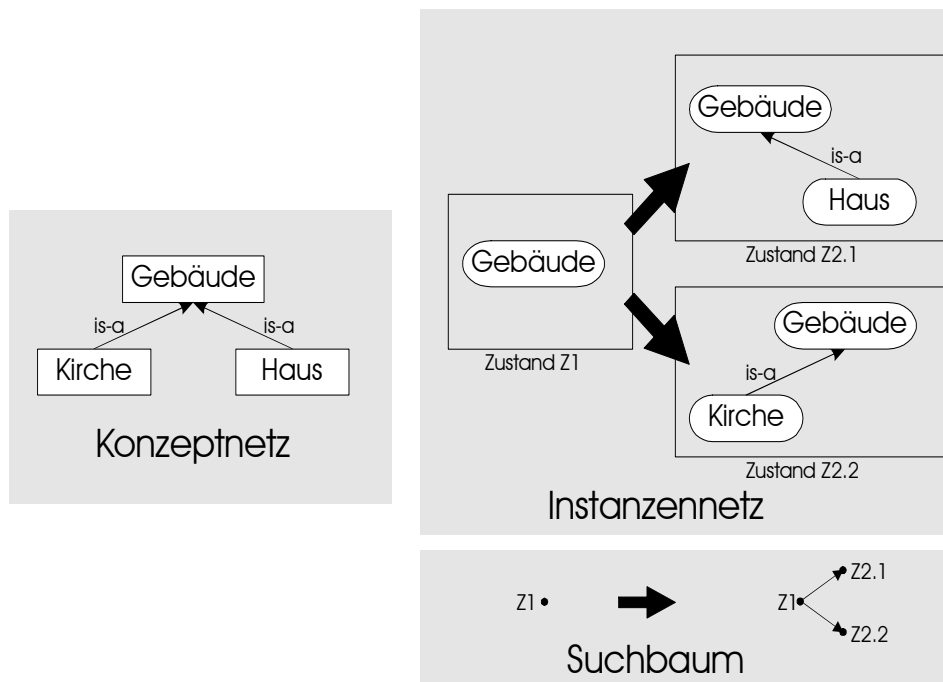 Gebäude
is-a
is-a
Kirche
Haus
Konzeptnetz
Gebäude
Zustand Z1
Gebäude
is-a
Haus
Zustand Z2.1
Gebäude
is-a
Kirche
Zustand Z2.2
Instanzennetz
Z1
Z1
Z2.1
Z2.2
Suchbaum